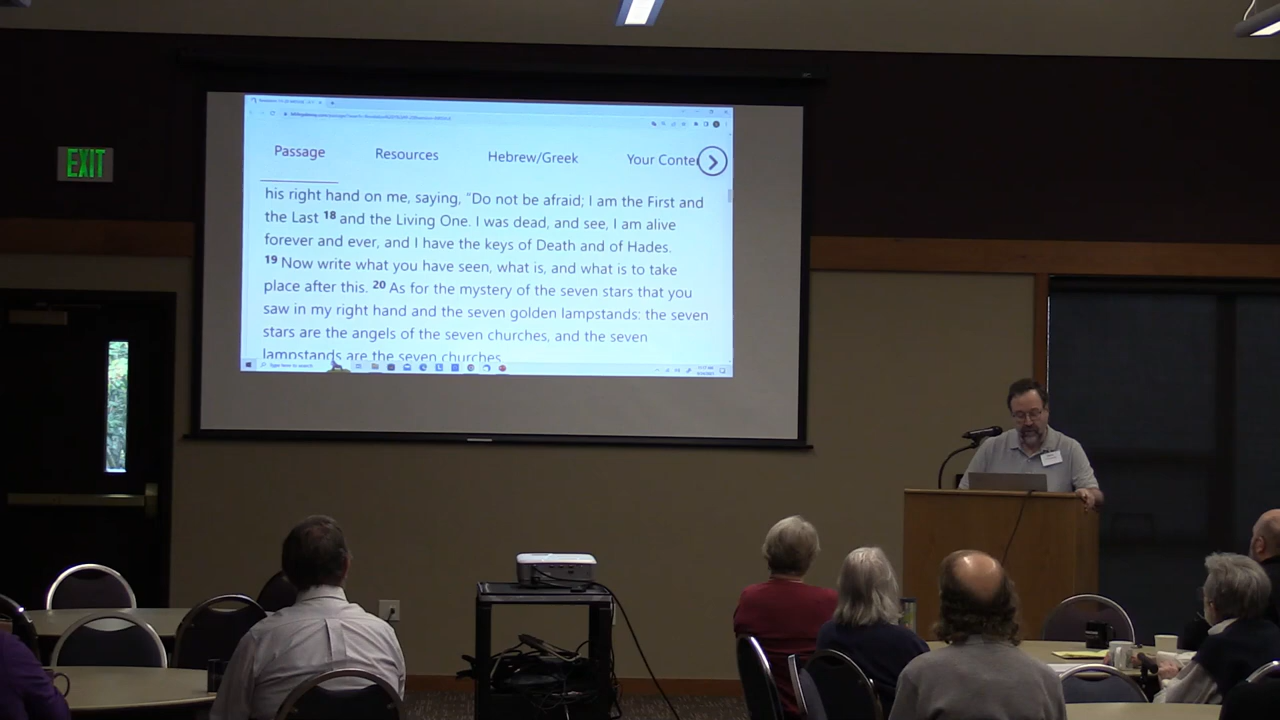 EXIT
Passage Resources Hebrew/Greek Your Conte
his right hand on me, saying, “Do not be afraid; I am the First and
the Last 18 and the Living One. I was dead, and see, I am alive
forever and ever, and I have the keys of Death and of Hades.
19 Now write what you have seen, what is, and what is to take
place after this. 20 As for the mystery of the seven stars that you
saw in my right hand and the seven golden lampstands: the seven
stars are the angels of the seven churches, and the seven
lampstands are the seven churches
Type here to search